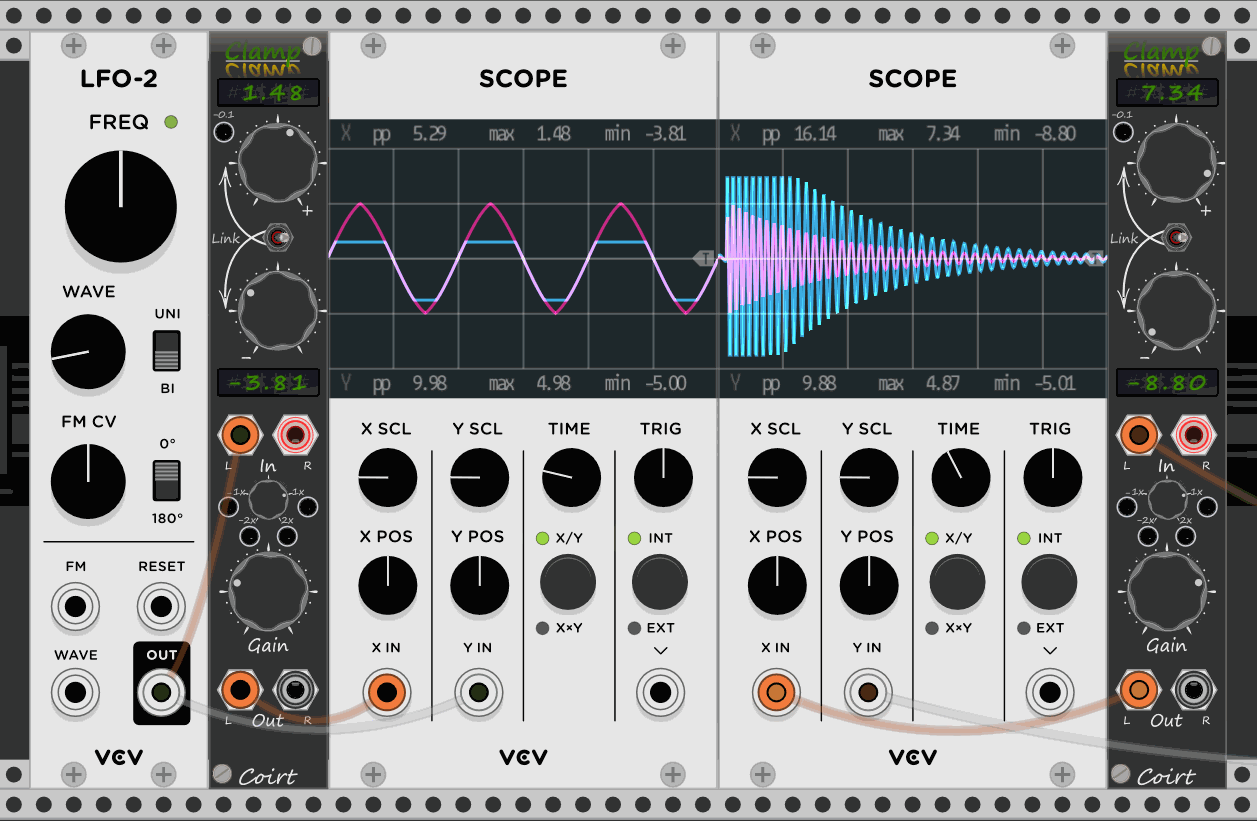 LFO-2
FREQ
WAVE
UNI
BI
FM CV
0°
180°
FM
RESET
WAVE
OUT
VCV
Clamp
1.48
-0.1
+
Link
−
-3.81
L
R
In
-1x
1x
-2x
2x
Gain
L
R
Out
Coirt
SCOPE
X pp 5.29 max 1.48 min -3.81
T
Y pp 9.98 max 4.98 min -5.00
X SCL Y SCL TIME TRIG
X POS Y POS X/Y INT
X×Y EXT
X IN Y IN
VCV
SCOPE
X pp 16.14 max 7.34 min -8.80
Y pp 9.88 max 4.87 min -5.01
X SCL Y SCL TIME TRIG
X POS Y POS X/Y INT
X×Y EXT
X IN Y IN
VCV
Clamp
7.34
-0.1
+
Link
−
-8.80
L
R
In
-1x
1x
-2x
2x
Gain
L
R
Out
Coirt